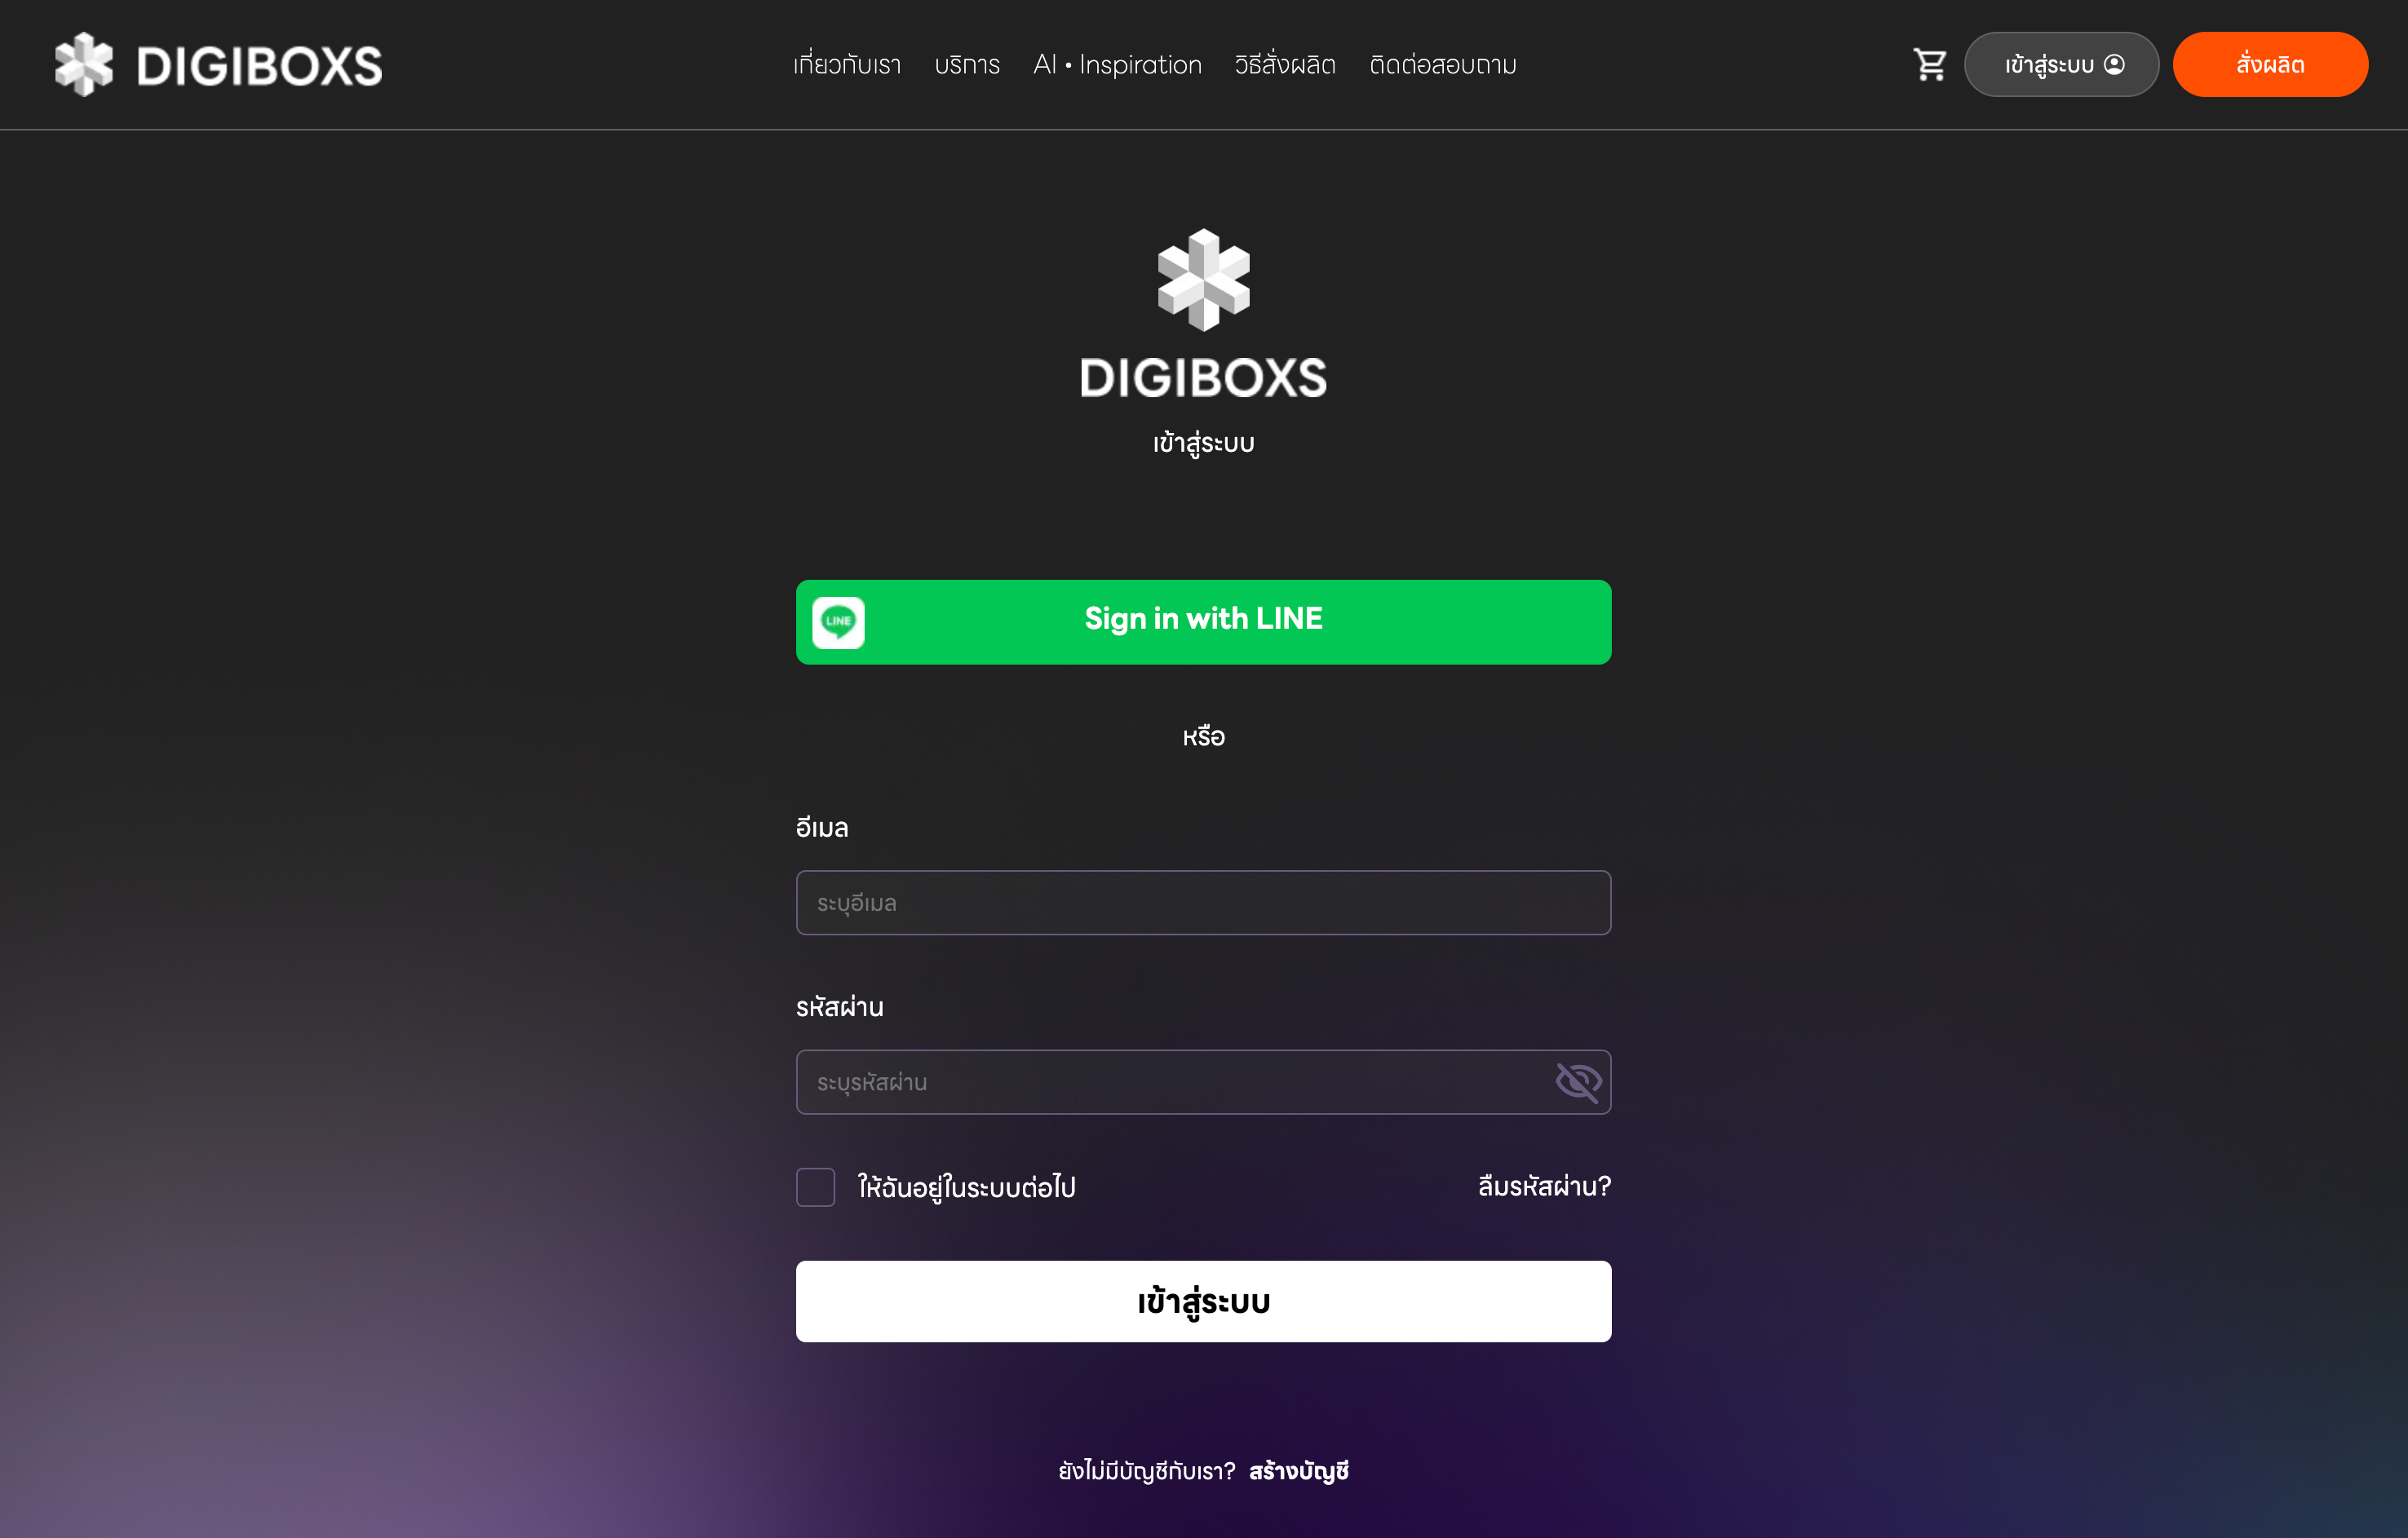 DIGIBOXS
เกี่ยวกับเรา บริการ AI • Inspiration วิธีสั่งผลิต ติดต่อสอบถาม
เข้าสู่ระบบ
สั่งผลิต
DIGIBOXS
เข้าสู่ระบบ
LINE
Sign in with LINE
หรือ
อีเมล
ระบุอีเมล
รหัสผ่าน
ระบุรหัสผ่าน
ให้ฉันอยู่ในระบบต่อไป
ลืมรหัสผ่าน?
เข้าสู่ระบบ
ยังไม่มีบัญชีกับเรา? สร้างบัญชี